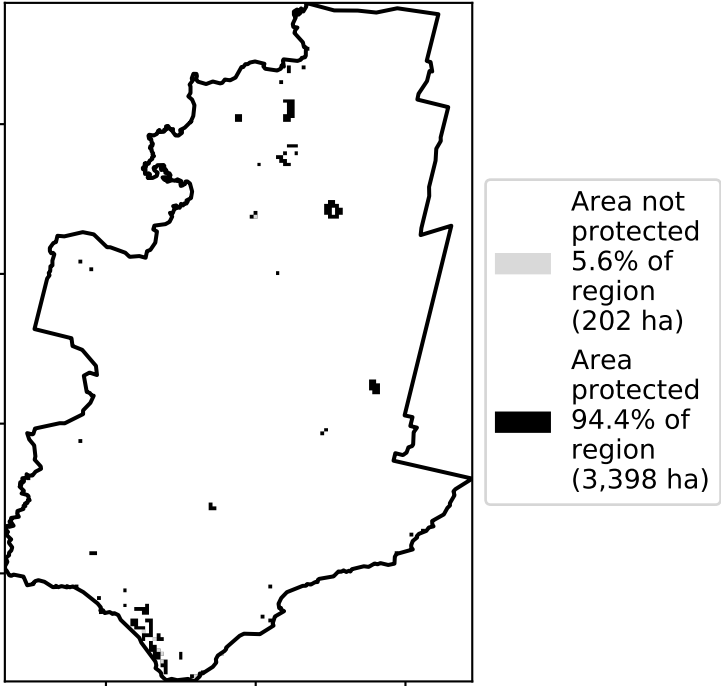 Area not
protected
5.6% of
region
(202 ha)
Area
protected
94.4% of
region
(3,398 ha)